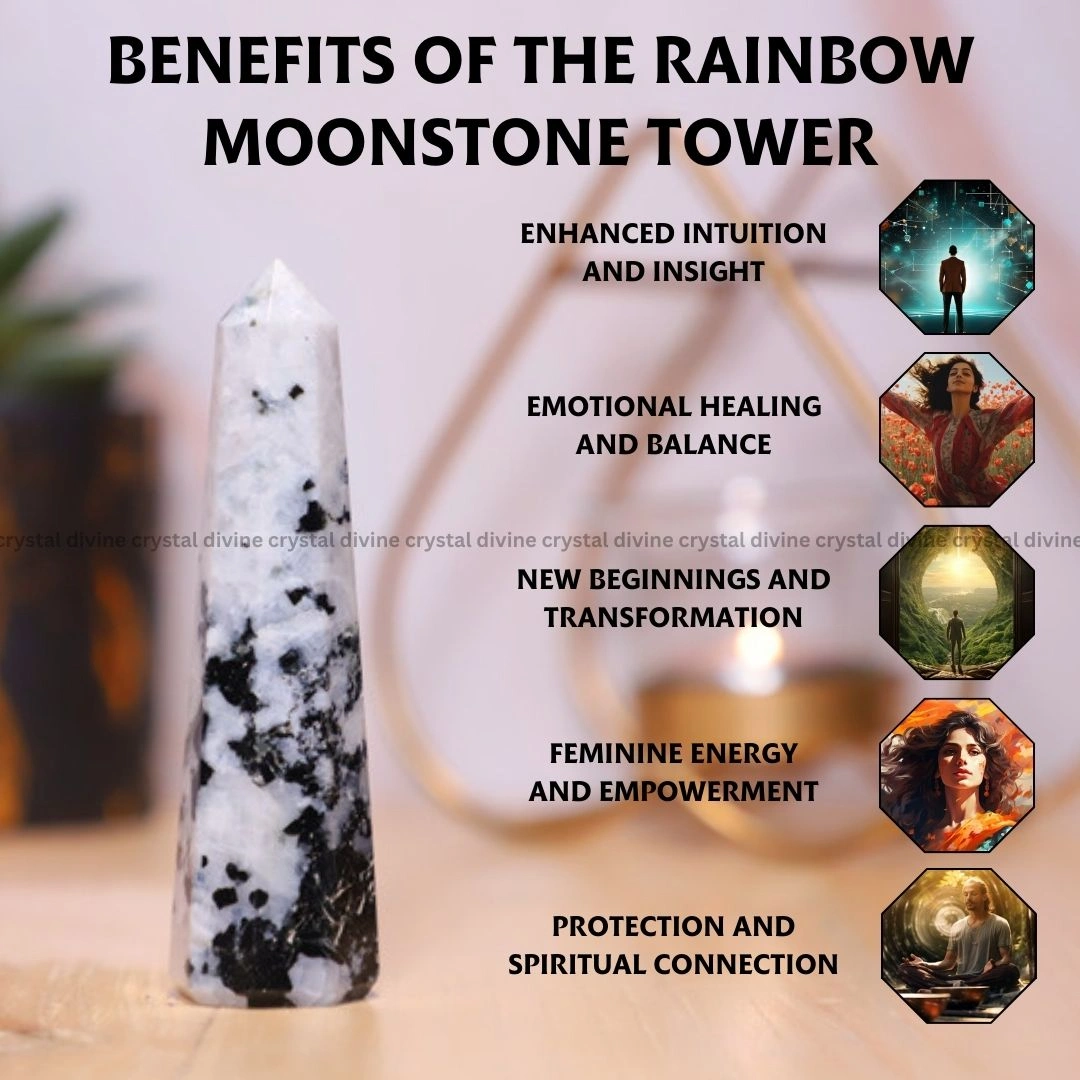 BENEFITS OF THE RAINBOW
MOONSTONE TOWER
ENHANCED INTUITION
AND INSIGHT
EMOTIONAL HEALING
AND BALANCE
crystal divine crystal divine crystal divine crystal divine crystal divine crystal divine crystal divine crystal divine
NEW BEGINNINGS AND
TRANSFORMATION
FEMININE ENERGY
AND EMPOWERMENT
PROTECTION AND
SPIRITUAL CONNECTION